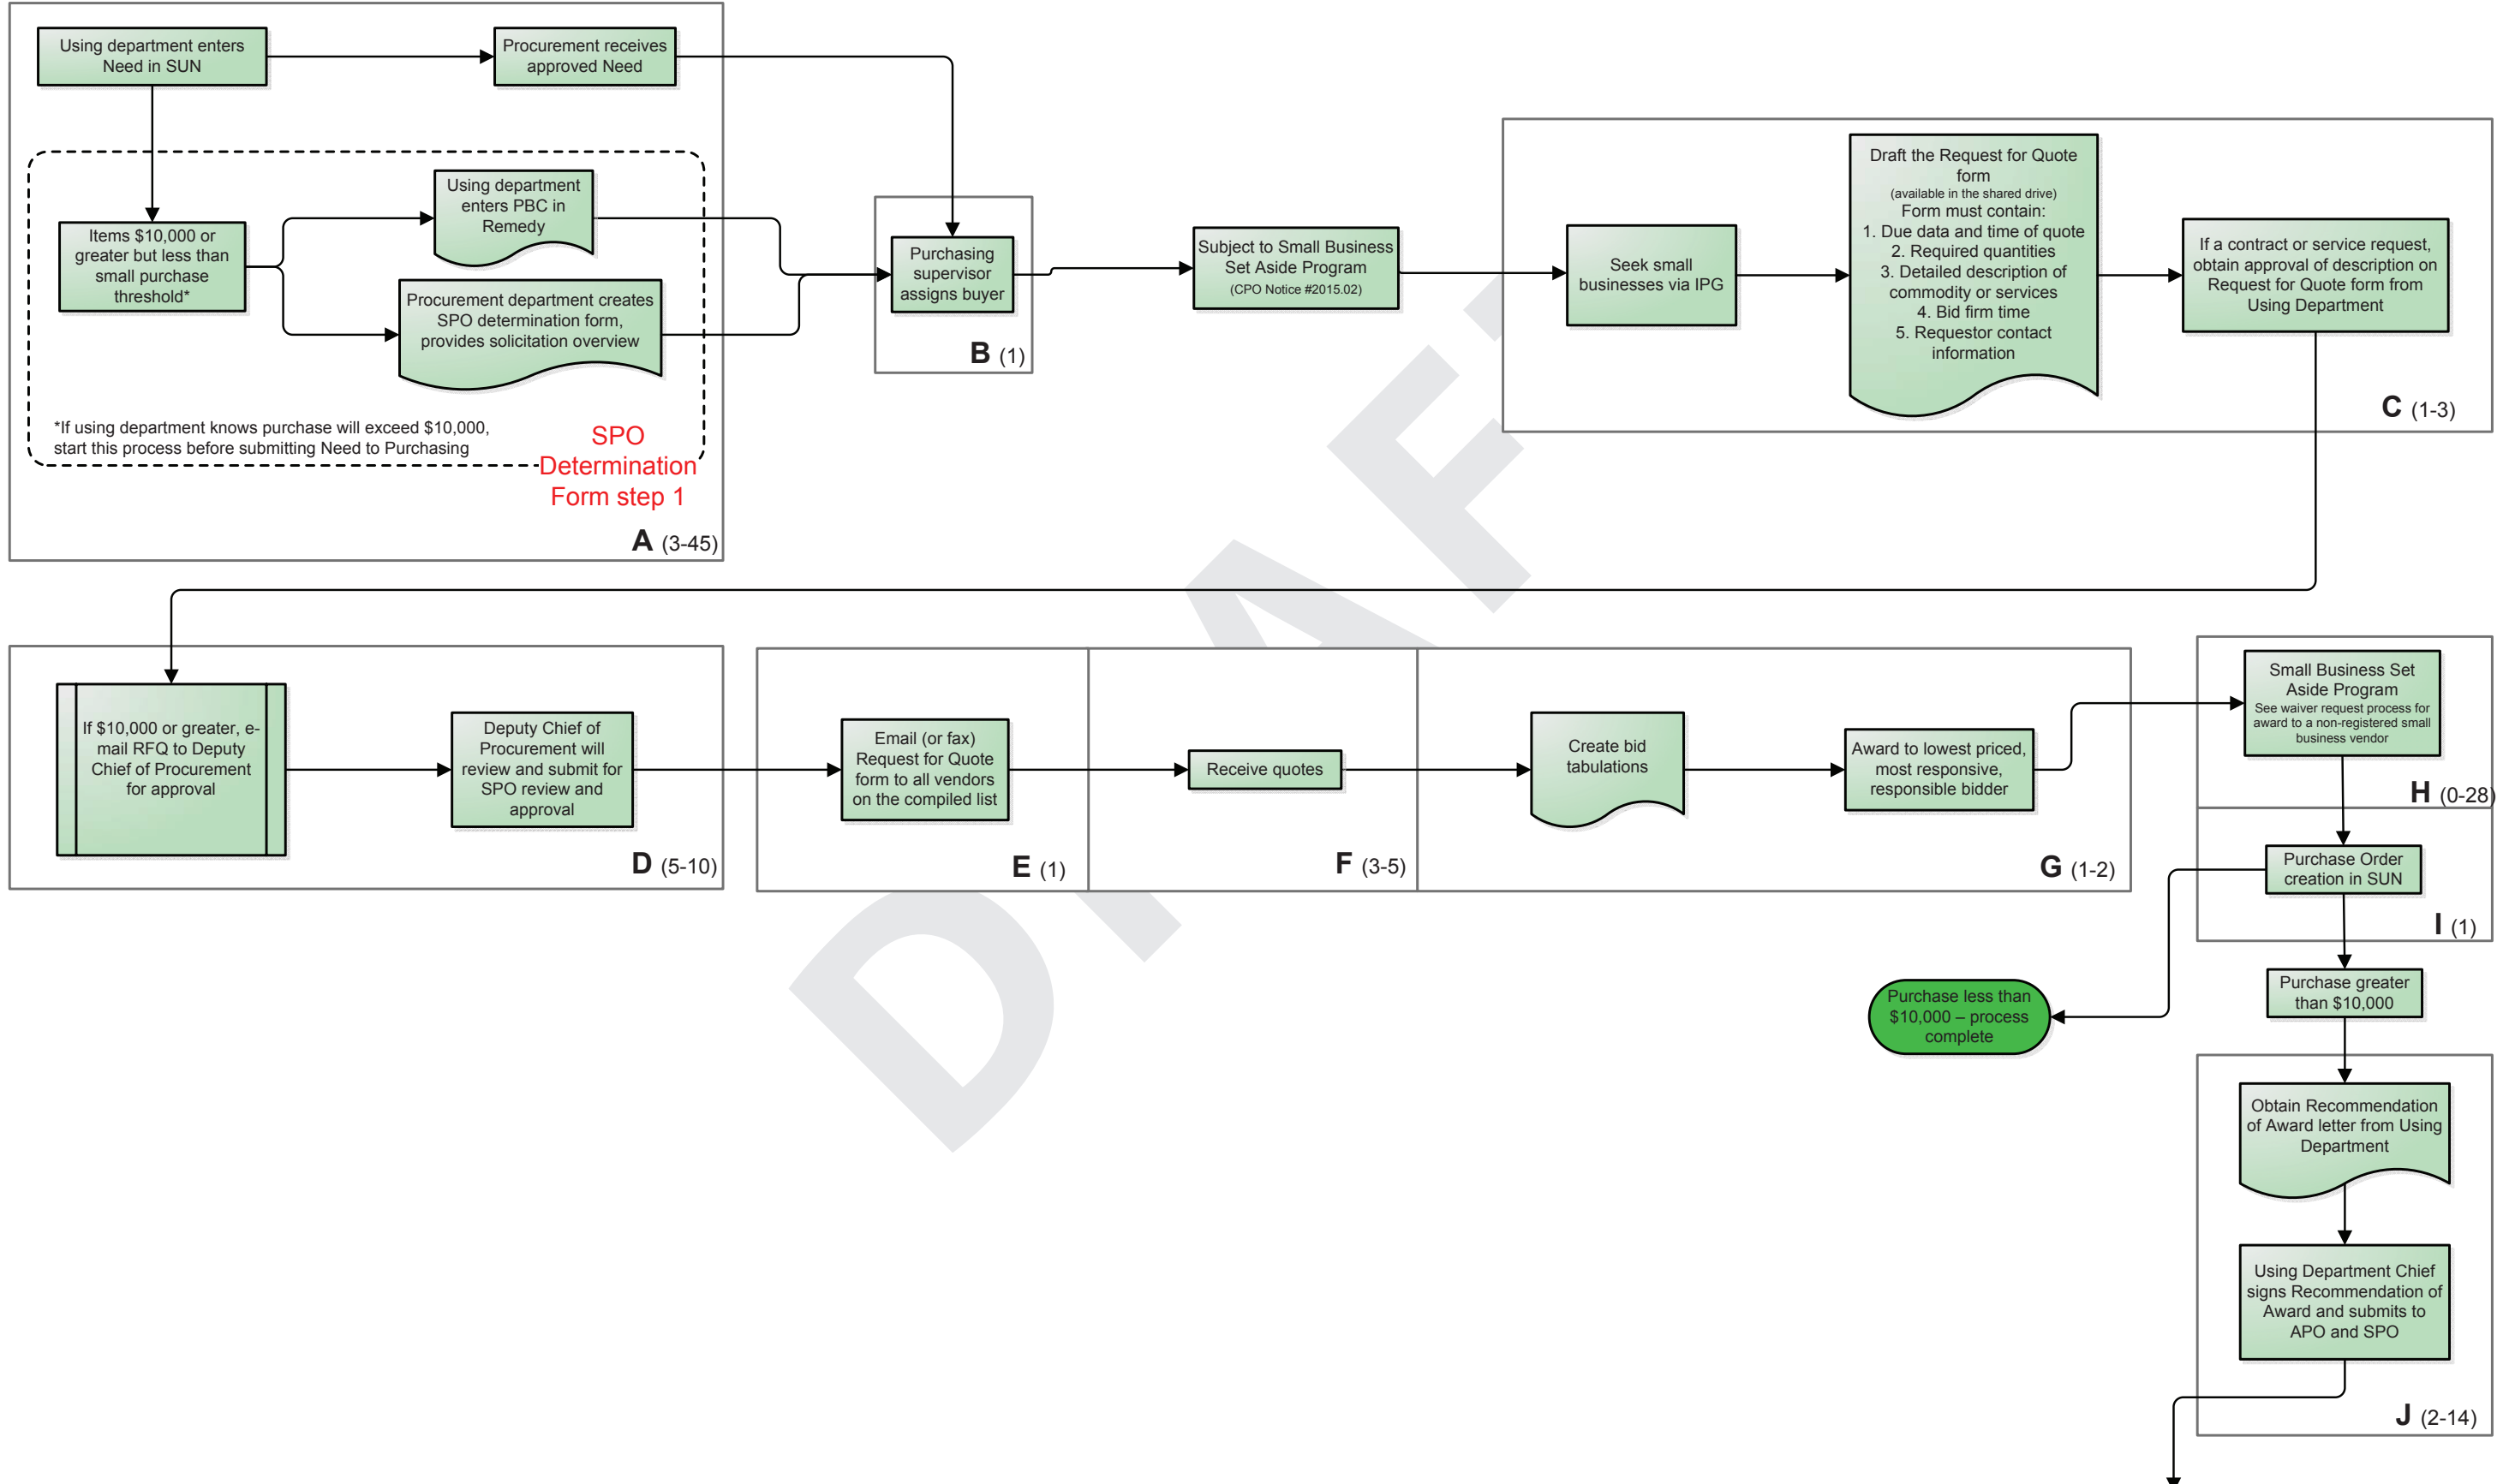 Using department enters
Need in SUN
Procurement receives
approved Need
Items $10,000 or
greater but less than
small purchase
threshold*
Using department
enters PBC in
Remedy
Procurement department creates
SPO determination form,
provides solicitation overview
*If using department knows purchase will exceed $10,000,
start this process before submitting Need to Purchasing
SPO
Determination
Form step 1
A (3-45)
Purchasing
supervisor
assigns buyer
B (1)
Subject to Small Business
Set Aside Program
(CPO Notice #2015.02)
Seek small
businesses via IPG
Draft the Request for Quote
form
(available in the shared drive)
Form must contain:
1. Due data and time of quote
2. Required quantities
3. Detailed description of
commodity or services
4. Bid firm time
5. Requestor contact
information
If a contract or service request,
obtain approval of description on
Request for Quote form from
Using Department
C (1-3)
If $10,000 or greater, e-
mail RFQ to Deputy
Chief of Procurement
for approval
Deputy Chief of
Procurement will
review and submit for
SPO review and
approval
D (5-10)
Email (or fax)
Request for Quote
form to all vendors
on the compiled list
E (1)
Receive quotes
F (3-5)
Create bid
tabulations
Award to lowest priced,
most responsive,
responsible bidder
G (1-2)
Small Business Set
Aside Program
See waiver request process for
award to a non-registered small
business vendor
H (0-28)
Purchase Order
creation in SUN
I (1)
Purchase less than
$10,000 – process
complete
Purchase greater
than $10,000
Obtain Recommendation
of Award letter from Using
Department
Using Department Chief
signs Recommendation of
Award and submits to
APO and SPO
J (2-14)
DRAFT